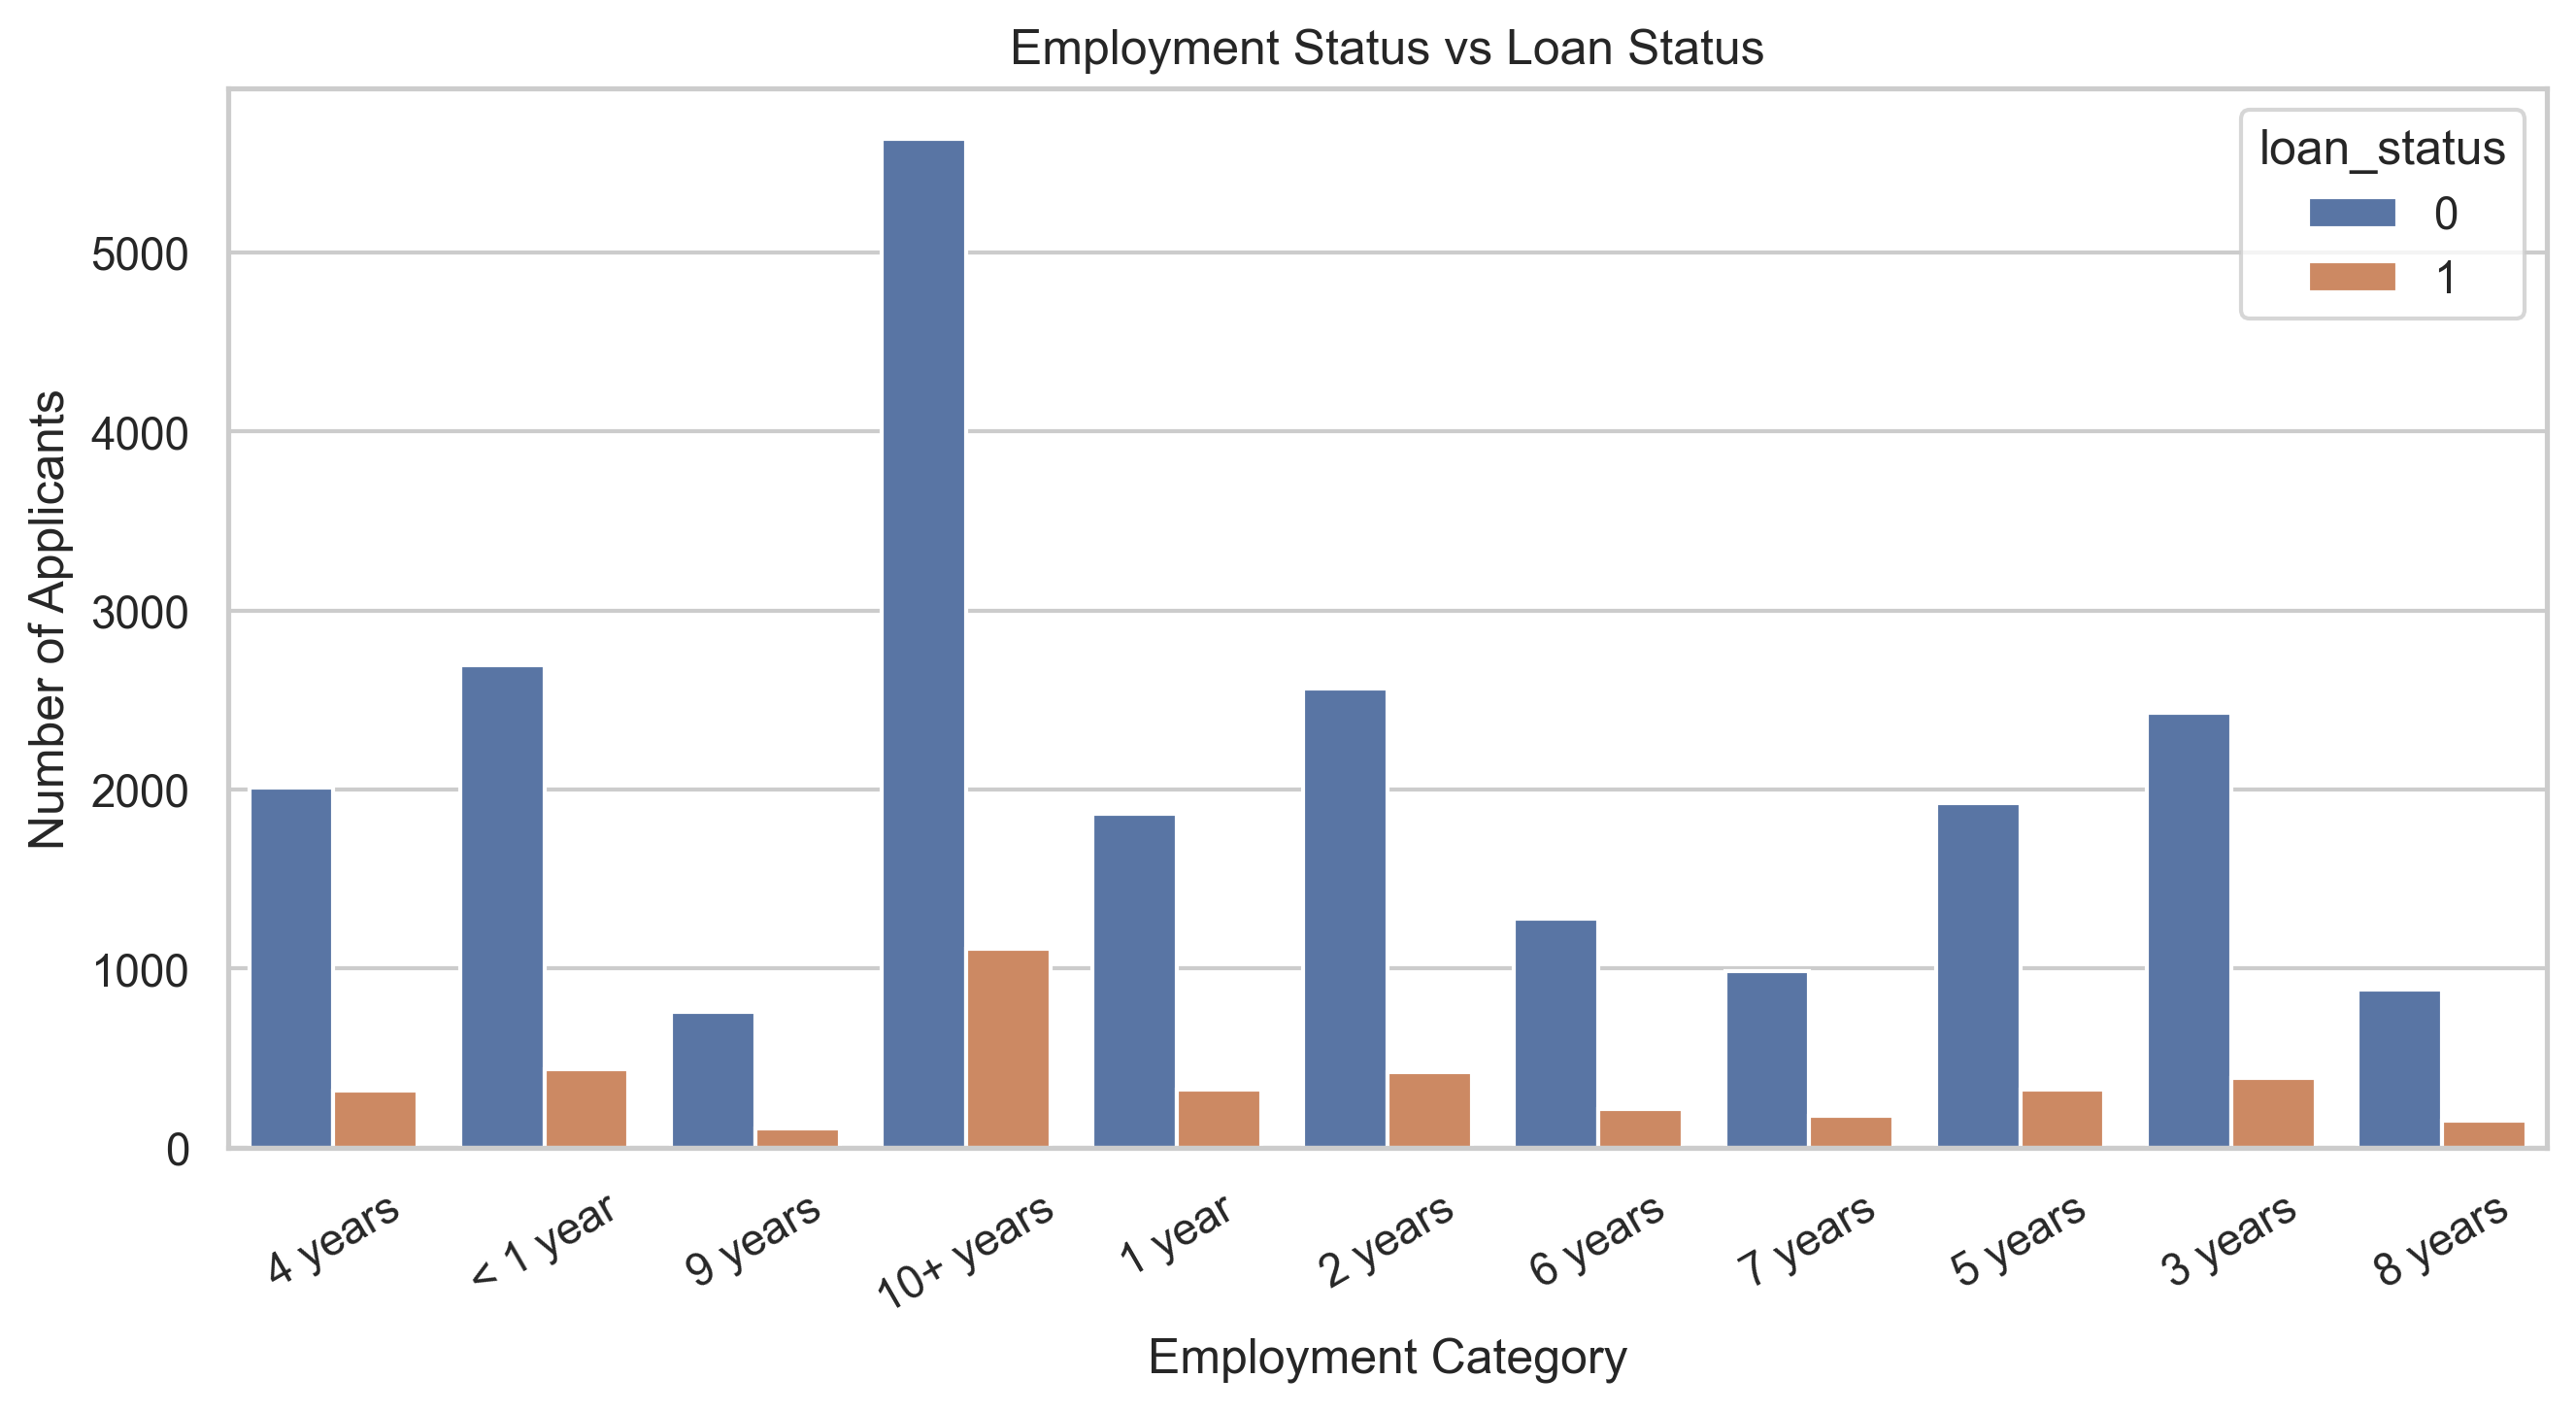 Employment Status vs Loan Status
loan_status
0
1
Number of Applicants
5000
4000
3000
2000
1000
0
4 years
< 1 year
9 years
10+ years
1 year
2 years
6 years
7 years
5 years
3 years
8 years
Employment Category